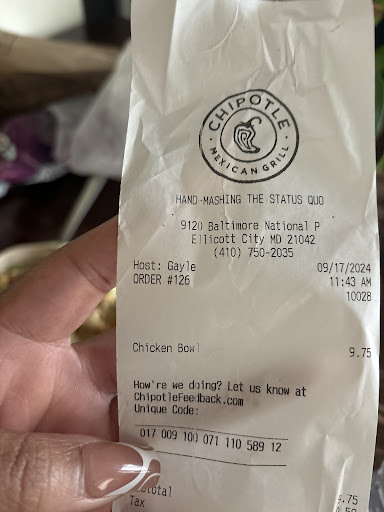 CHIPOTLE
MEXICAN GRILL
HAND-MASHING THE STATUS QUO
9120 Baltimore National P
Ellicott City MD 21042
(410) 750-2035
Host: Gayle 09/17/2024
ORDER #126 11:43 AM
10028
Chicken Bowl 9.75
How're we doing? Let us know at
ChipotleFeedback.com
Unique Code:
017 009 100 071 110 589 12
Tax